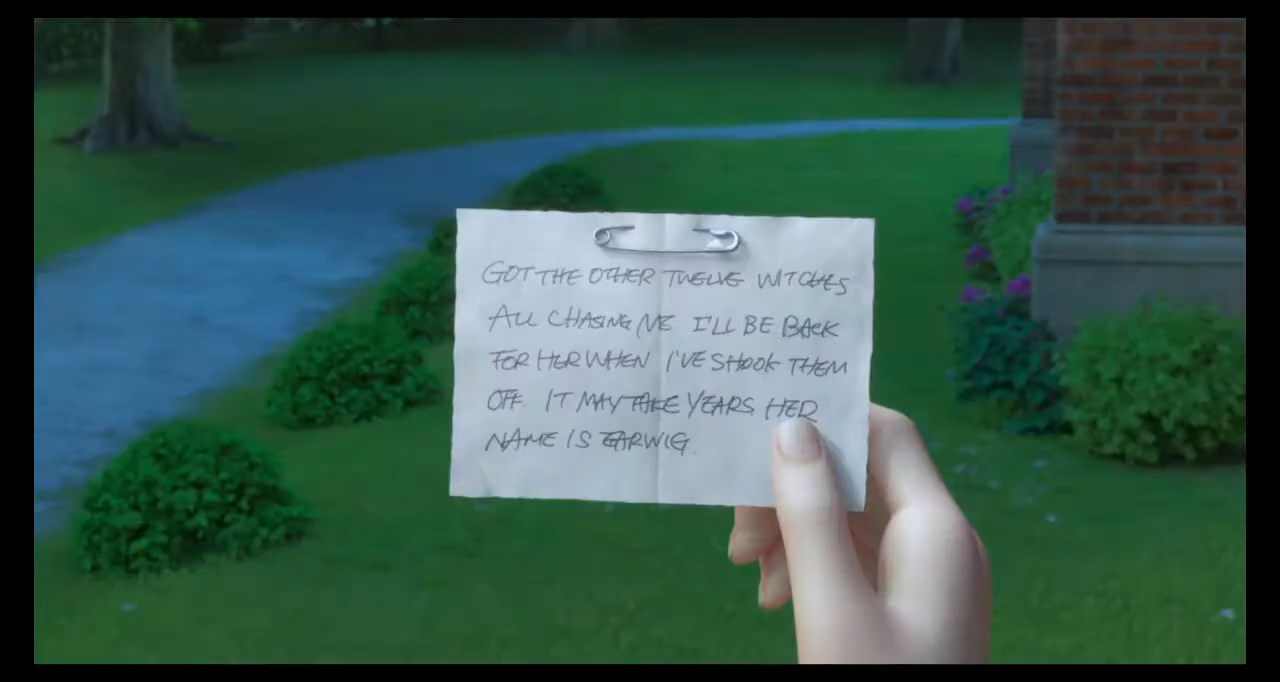 GOT THE OTHER TWELVE WITCHES
ALL CHASING ME I'LL BE BACK
FOR HER WHEN I'VE SHOOK THEM
OFF. IT MAY TAKE YEARS. HER
NAME IS EARWIG.